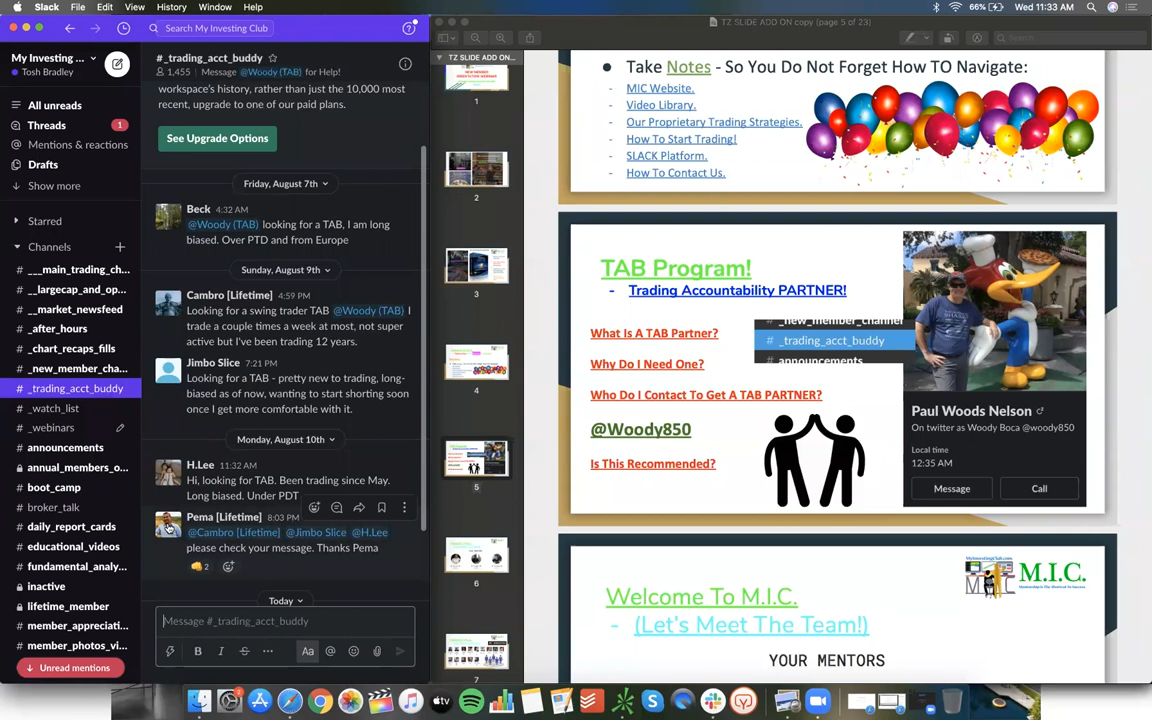 Slack File Edit View History Window Help
66% Wed 11:33 AM
Search My Investing Club
My Investing ...
Tosh Bradley
All unreads
Threads 1
Mentions & reactions
Drafts
Show more
Starred
Channels
# ___main_trading_ch...
# __largecap_and_op...
# __market_newsfeed
# _after_hours
# _chart_recaps_fills
# _new_member_cha...
# _trading_acct_buddy
# _watch_list
# _webinars
# announcements
annual_members_o...
# boot_camp
# broker_talk
# daily_report_cards
# educational_videos
# fundamental_analy...
inactive
lifetime_member
# member_appreciati...
# member_photos_vi...
Unread mentions
#_trading_acct_buddy
1,455 | Message @Woody (TAB) for Help!
workspace's history, rather than just the 10,000 most
recent, upgrade to one of our paid plans.
See Upgrade Options
Friday, August 7th
Beck 4:32 AM
@Woody (TAB) looking for a TAB, I am long
biased. Over PTD and from Europe
Sunday, August 9th
Cambro [Lifetime] 4:59 PM
Looking for a swing trader TAB @Woody (TAB) I
trade a couple times a week at most, not super
active but I've been trading 12 years.
Jimbo Slice 7:21 PM
Looking for a TAB - pretty new to trading, long-
biased as of now, wanting to start shorting soon
once I get more comfortable with it.
Monday, August 10th
H.Lee 11:32 AM
Hi, looking for TAB. Been trading since May.
Long biased. Under PDT
Pema [Lifetime] 8:03 PM
@Cambro [Lifetime] @Jimbo Slice @H.Lee
please check your message. Thanks Pema
2
Today
Message #_trading_acct_buddy
B I S Aa @
TZ SLIDE ADD ON copy (page 5 of 23)
Search
TZ SLIDE ADD ON...
1
2
3
4
5
6
7
● Take Notes - So You Do Not Forget How TO Navigate:
- MIC Website.
- Video Library.
- Our Proprietary Trading Strategies.
- How To Start Trading!
- SLACK Platform.
- How To Contact Us.
TAB Program!
- Trading Accountability PARTNER!
What Is A TAB Partner?
Why Do I Need One?
Who Do I Contact To Get A TAB PARTNER?
@Woody850
Is This Recommended?
# _new_member_channel
# _trading_acct_buddy
# announcements
Paul Woods Nelson
On twitter as Woody Boca @woody850
Local time
12:35 AM
Message
Call
Welcome To M.I.C.
- (Let's Meet The Team!)
YOUR MENTORS
M.I.C.